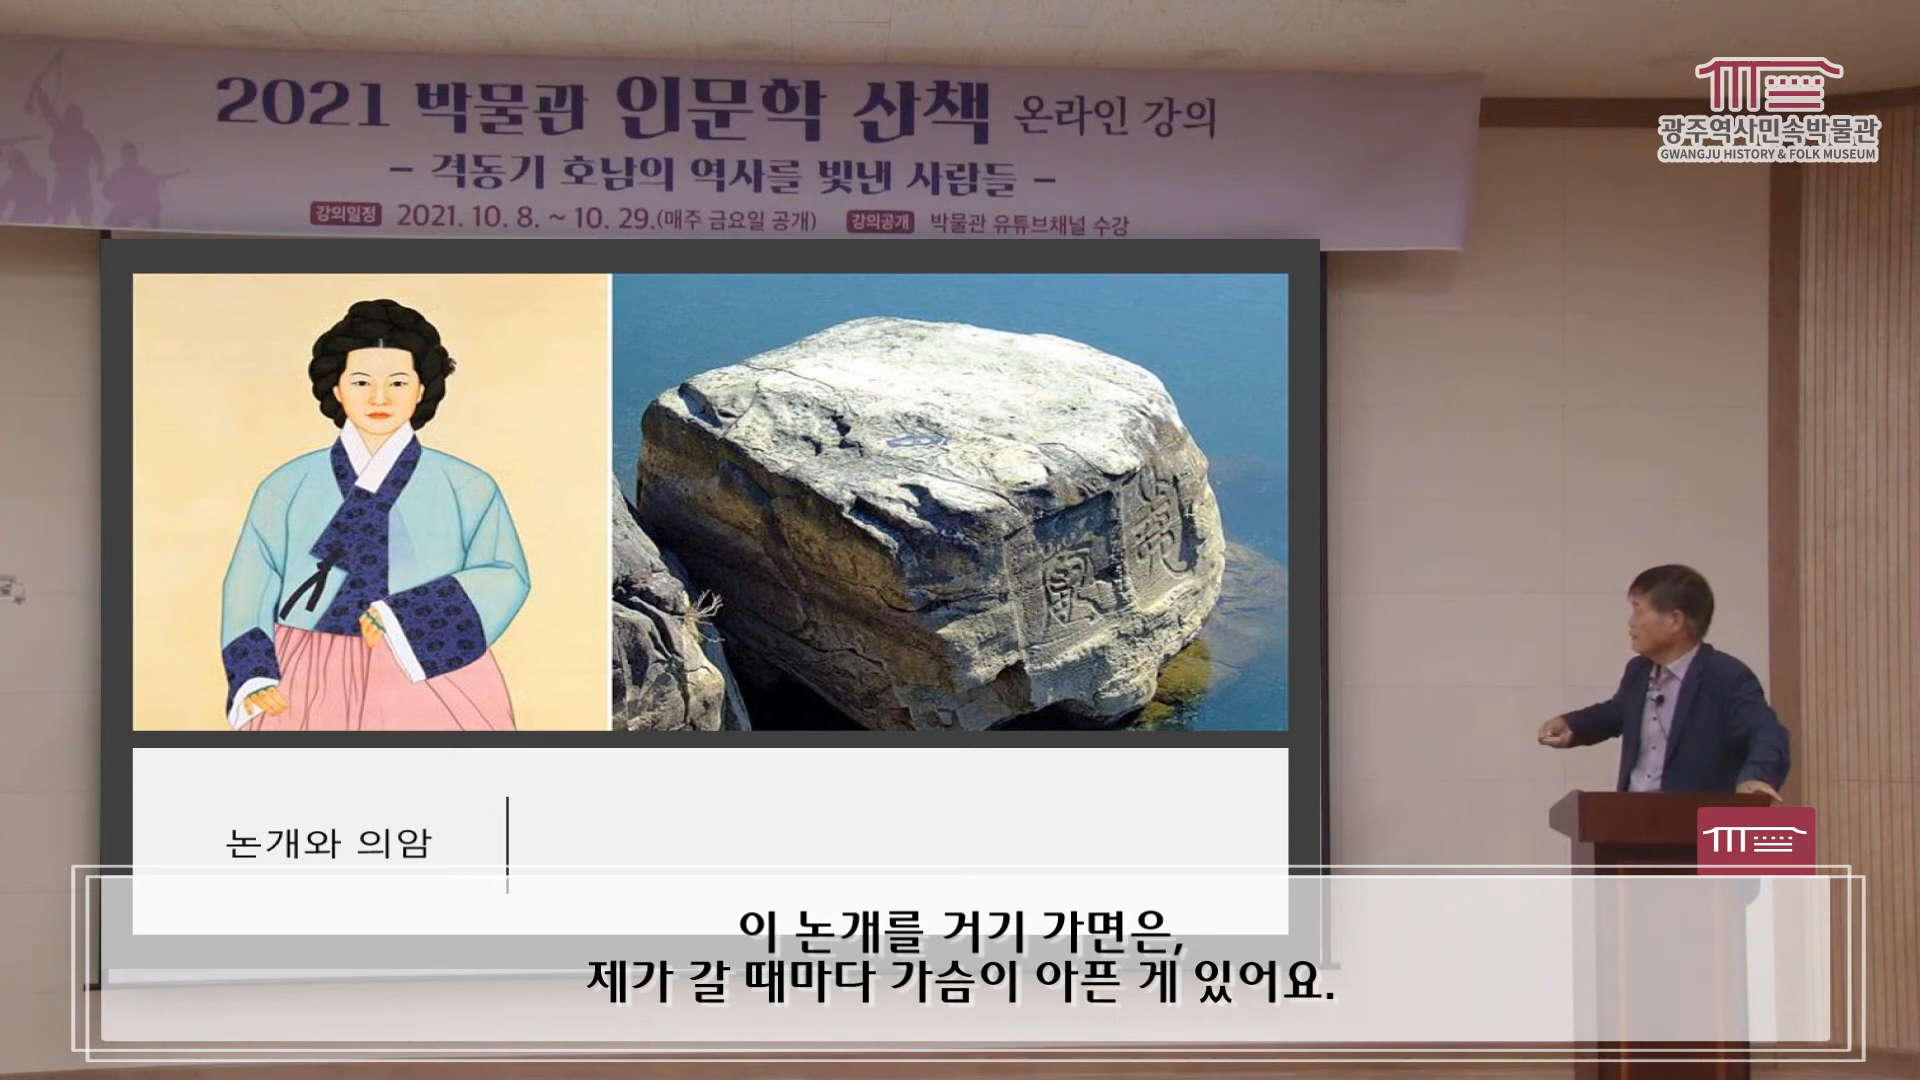 2021 박물관 인문학 산책 온라인 강의
- 격동기 호남의 역사를 빛낸 사람들 -
강의일정 2021. 10. 8. ~ 10. 29.(매주 금요일 공개) 강의공개 박물관 유튜브채널 수강
광주역사민속박물관
GWANGJU HISTORY & FOLK MUSEUM
논개와 의암
이 논개를 거기 가면은,
제가 갈 때마다 가슴이 아픈 게 있어요.